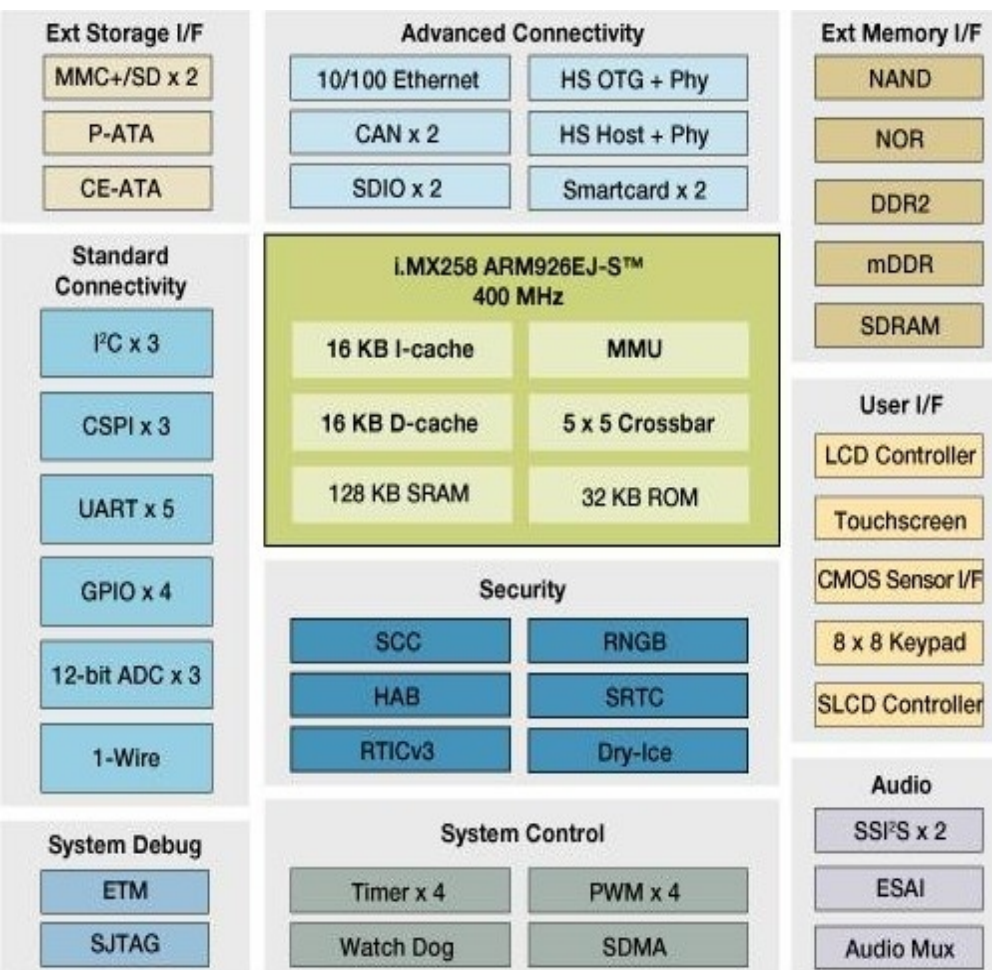 Ext Storage I/F
MMC+/SD x 2
P-ATA
CE-ATA
Advanced Connectivity
10/100 Ethernet
HS OTG + Phy
CAN x 2
HS Host + Phy
SDIO x 2
Smartcard x 2
Ext Memory I/F
NAND
NOR
DDR2
mDDR
SDRAM
Standard
Connectivity
I²C x 3
CSPI x 3
UART x 5
GPIO x 4
12-bit ADC x 3
1-Wire
i.MX258 ARM926EJ-S™
400 MHz
16 KB I-cache
MMU
16 KB D-cache
5 x 5 Crossbar
128 KB SRAM
32 KB ROM
User I/F
LCD Controller
Touchscreen
CMOS Sensor I/F
8 x 8 Keypad
SLCD Controller
Security
SCC
RNGB
HAB
SRTC
RTICv3
Dry-Ice
System Debug
ETM
SJTAG
System Control
Timer x 4
PWM x 4
Watch Dog
SDMA
Audio
SSI²S x 2
ESAI
Audio Mux